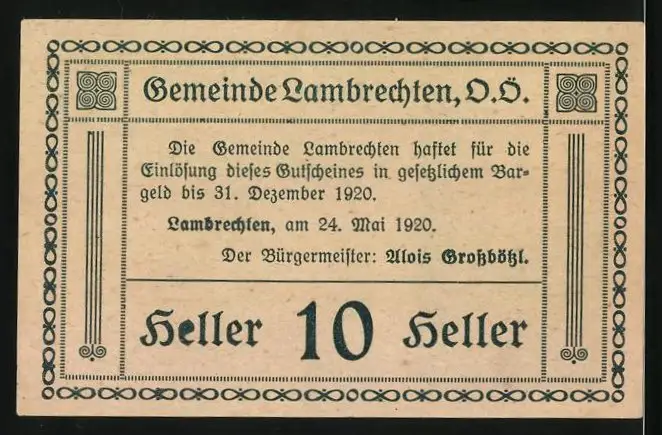 Gemeinde Lambrechten, O.Ö.
Die Gemeinde Lambrechten haftet für die
Einlösung dieses Gutscheines in gesetzlichem Bar-
geld bis 31. Dezember 1920.
Lambrechten, am 24. Mai 1920.
Der Bürgermeister: Alois Großbötzl.
Heller 10 Heller